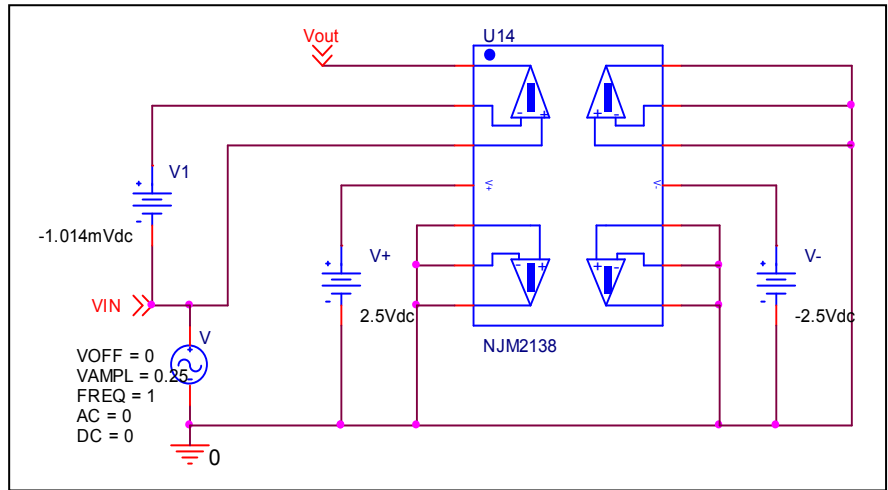 Vout
U14
- +
+ -
V1
+
-
-1.014mVdc
V+
V-
V+
+
-
2.5Vdc
V-
+
-
-2.5Vdc
- +
+ -
VIN
V
+
-
VOFF = 0
VAMPL = 0.25
FREQ = 1
AC = 0
DC = 0
NJM2138
0